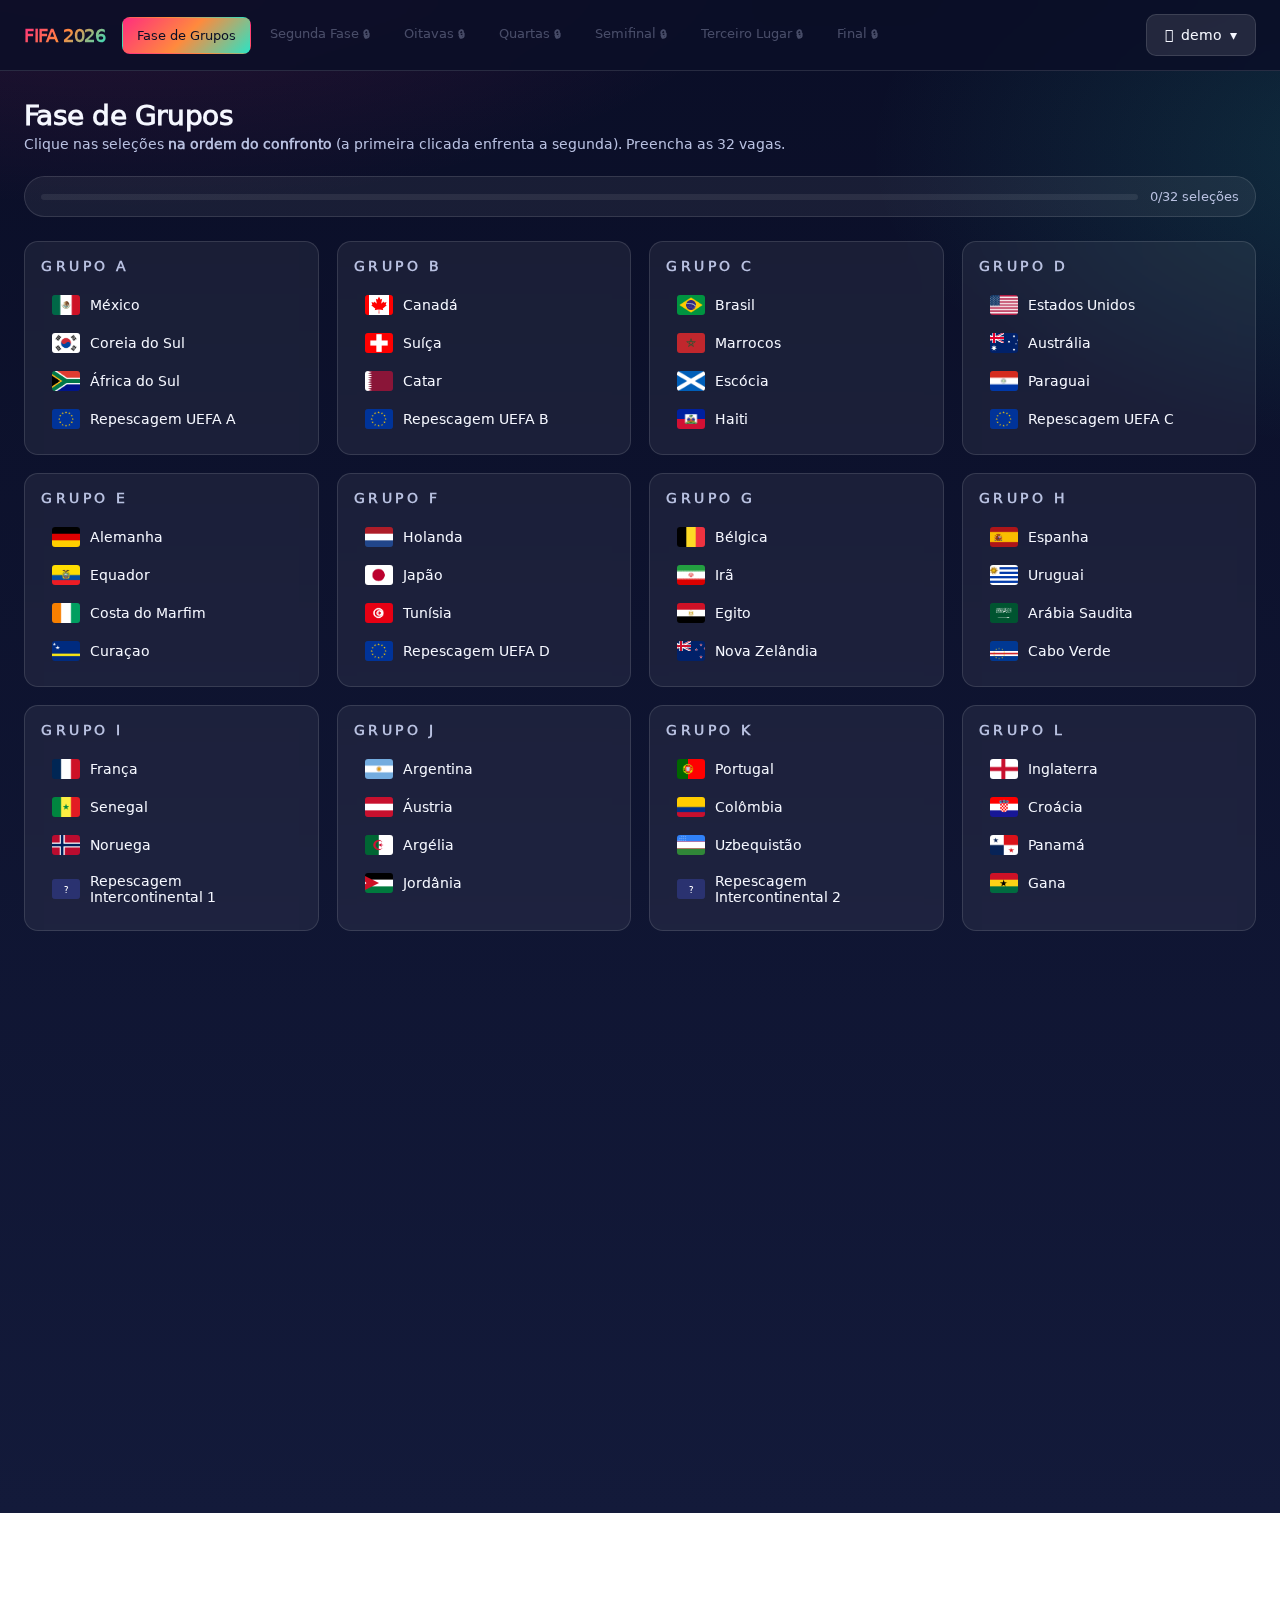 FIFA 2026
Fase de Grupos
Segunda Fase
Oitavas
Quartas
Semifinal
Terceiro Lugar
Final
demo ▾
Fase de Grupos
Clique nas seleções na ordem do confronto (a primeira clicada enfrenta a segunda). Preencha as 32 vagas.
0/32 seleções
GRUPO A
México
Coreia do Sul
África do Sul
Repescagem UEFA A
GRUPO B
Canadá
Suíça
Catar
Repescagem UEFA B
GRUPO C
Brasil
Marrocos
Escócia
Haiti
GRUPO D
Estados Unidos
Austrália
Paraguai
Repescagem UEFA C
GRUPO E
Alemanha
Equador
Costa do Marfim
Curaçao
GRUPO F
Holanda
Japão
Tunísia
Repescagem UEFA D
GRUPO G
Bélgica
Irã
Egito
Nova Zelândia
GRUPO H
Espanha
Uruguai
Arábia Saudita
Cabo Verde
GRUPO I
França
Senegal
Noruega
?
Repescagem
Intercontinental 1
GRUPO J
Argentina
Áustria
Argélia
Jordânia
GRUPO K
Portugal
Colômbia
Uzbequistão
?
Repescagem
Intercontinental 2
GRUPO L
Inglaterra
Croácia
Panamá
Gana